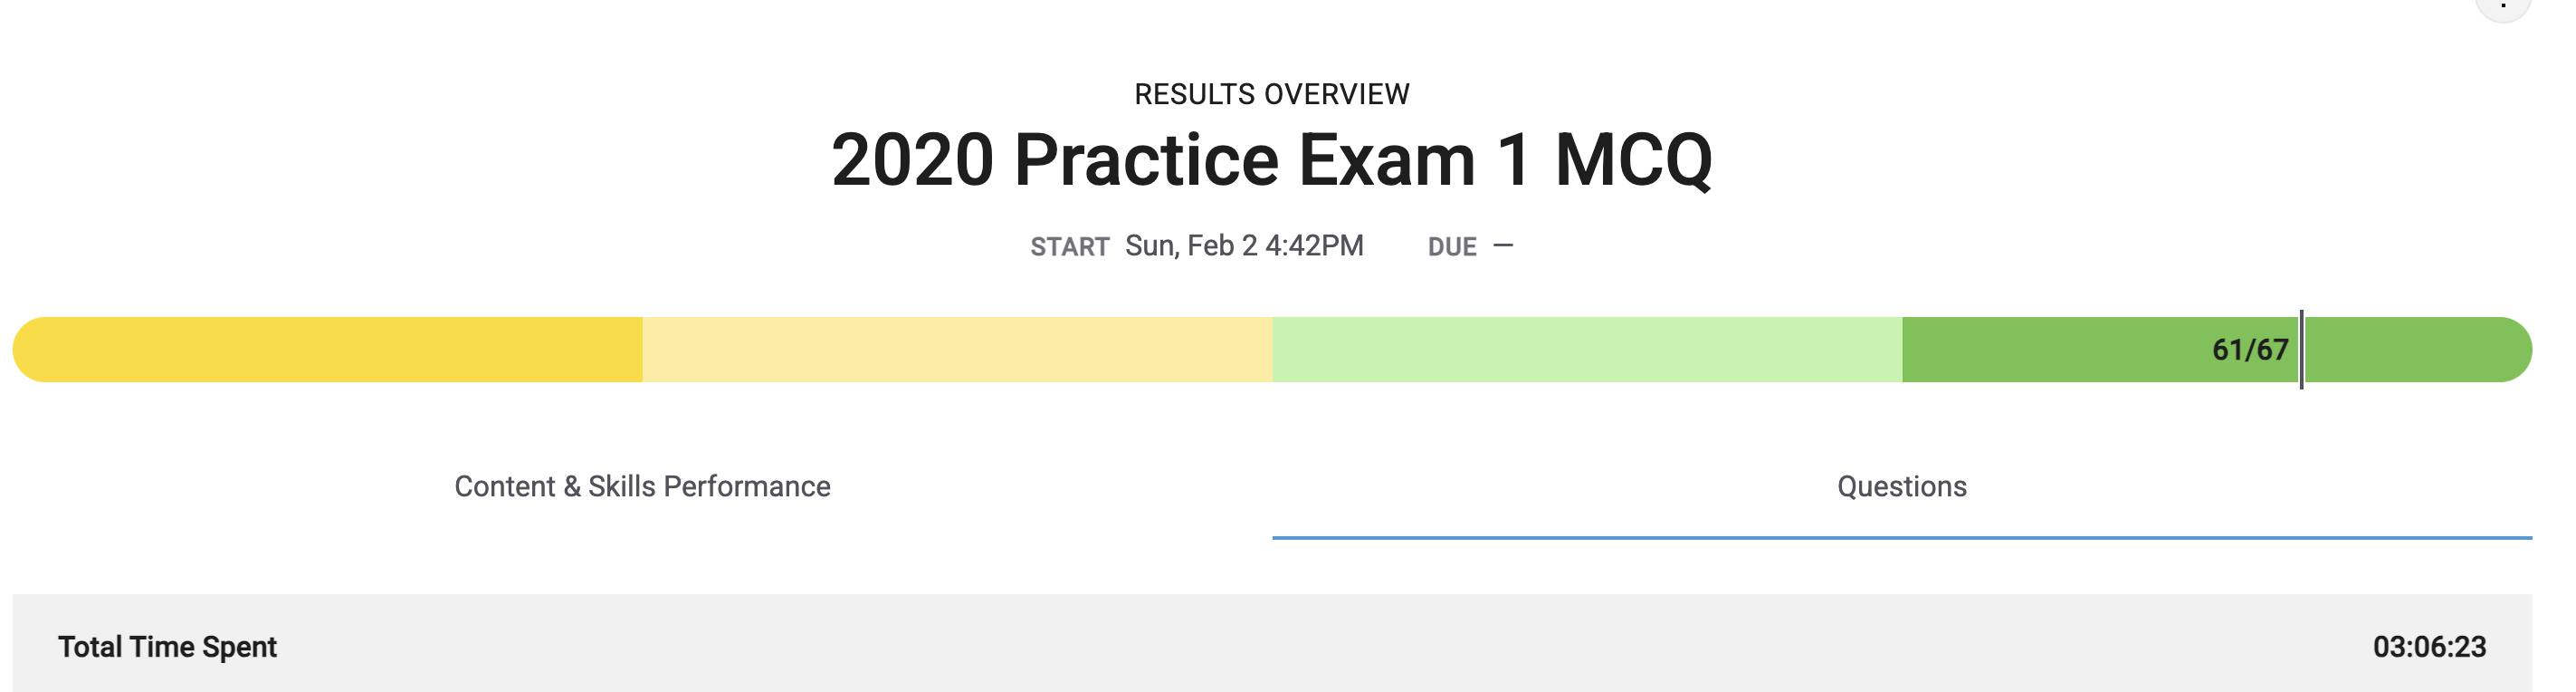 RESULTS OVERVIEW
2020 Practice Exam 1 MCQ
START Sun, Feb 2 4:42PM DUE —
61/67
Content & Skills Performance Questions
Total Time Spent 03:06:23